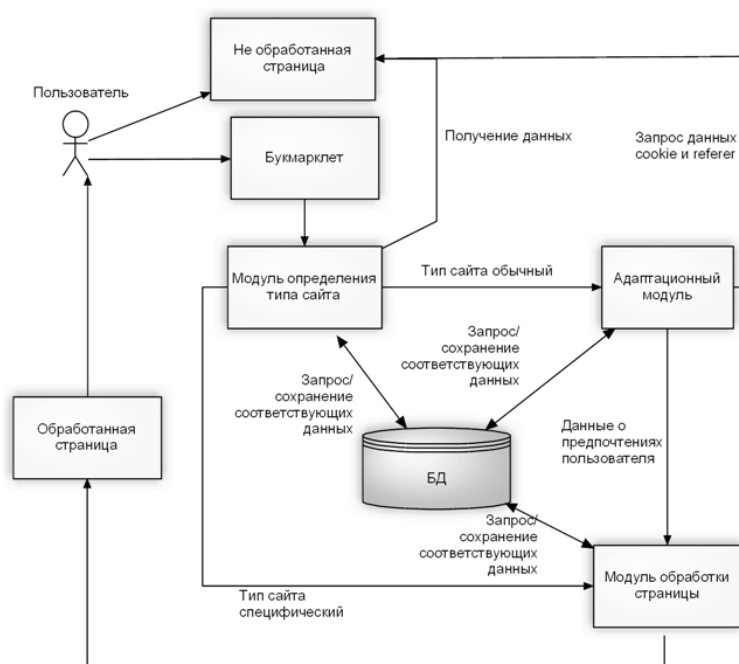 Не обработанная
страница
Пользователь
Букмарклет
Получение данных
Запрос данных
cookie и referer
Модуль определения
типа сайта
Тип сайта обычный
Адаптационный
модуль
Запрос/
сохранение
соответствующих
данных
Запрос/
сохранение
соответствующих
данных
Обработанная
страница
Данные о
предпочтениях
пользователя
БД
Запрос/
сохранение
соответствующих
данных
Модуль обработки
страницы
Тип сайта
специфический